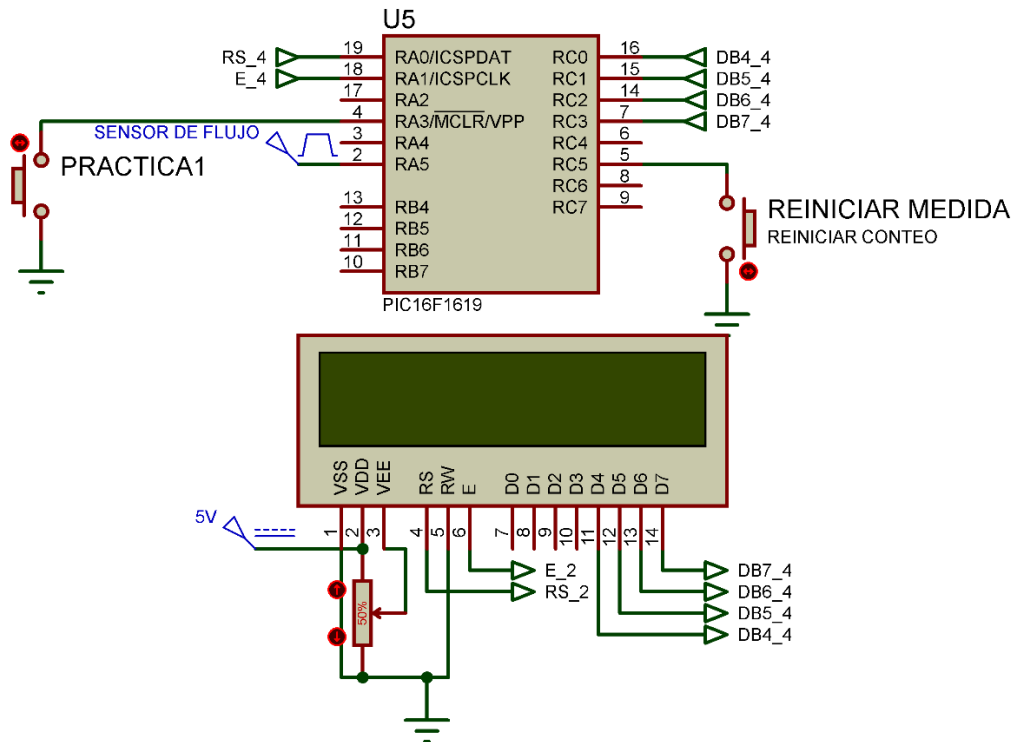 U5
RS_4
19
RA0/ICSPDAT
RC0
16
DB4_4
E_4
18
RA1/ICSPCLK
RC1
15
DB5_4
17
RA2
RC2
14
DB6_4
4
RA3/MCLR/VPP
RC3
7
DB7_4
SENSOR DE FLUJO
3
RA4
RC4
6
2
RA5
RC5
5
RC6
8
RC7
9
PRACTICA1
13
RB4
12
RB5
11
RB6
10
RB7
PIC16F1619
REINICIAR MEDIDA
REINICIAR CONTEO
VSS
VDD
VEE
RS
RW
E
D0
D1
D2
D3
D4
D5
D6
D7
5V
1
2
3
4
5
6
7
8
9
10
11
12
13
14
50%
E_2
RS_2
DB7_4
DB6_4
DB5_4
DB4_4